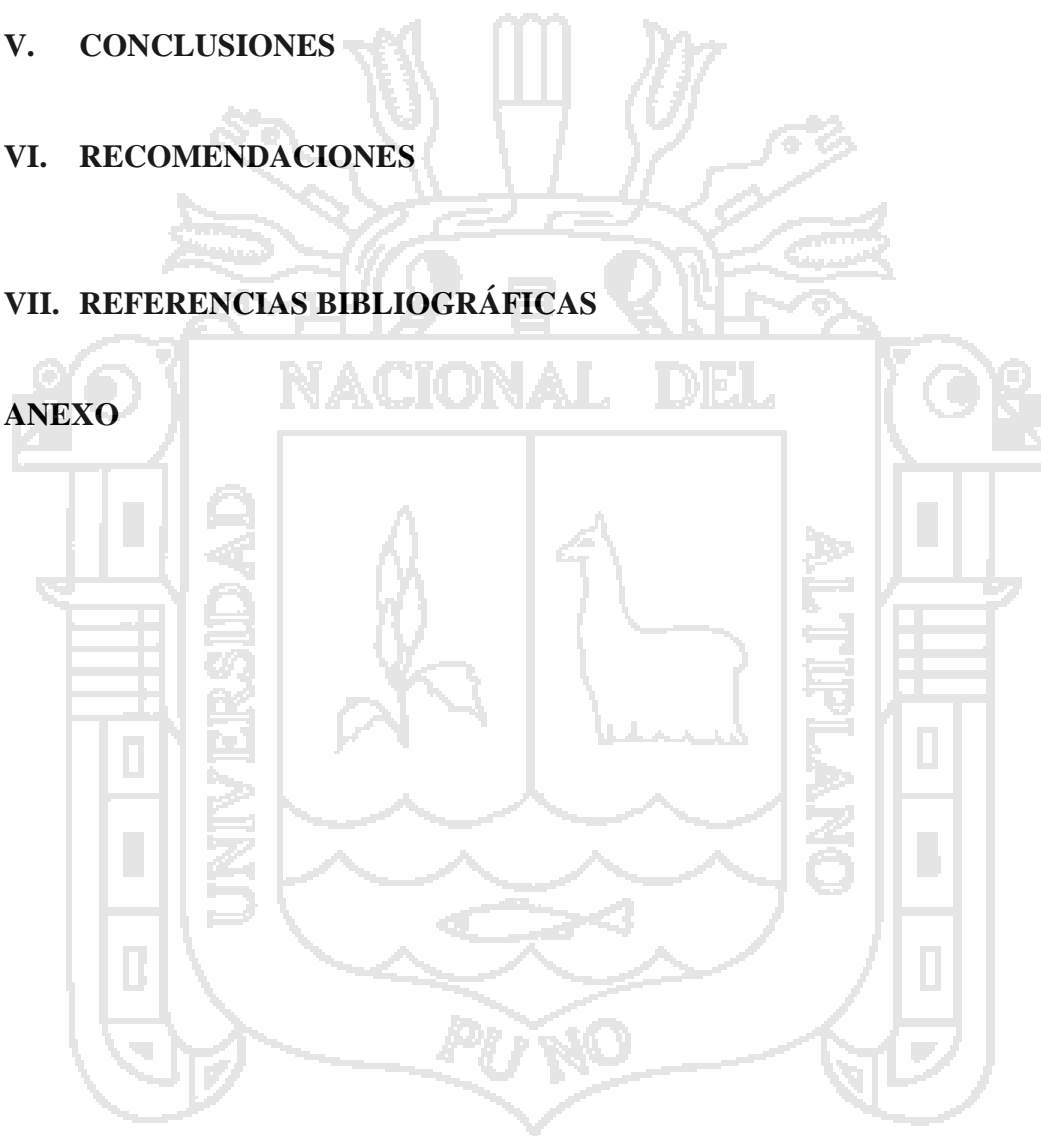 V. CONCLUSIONES
VI. RECOMENDACIONES
VII. REFERENCIAS BIBLIOGRÁFICAS
NACIONAL DEL
ANEXO
UNIVERSIDAD
ALTIPLANO
PUNO